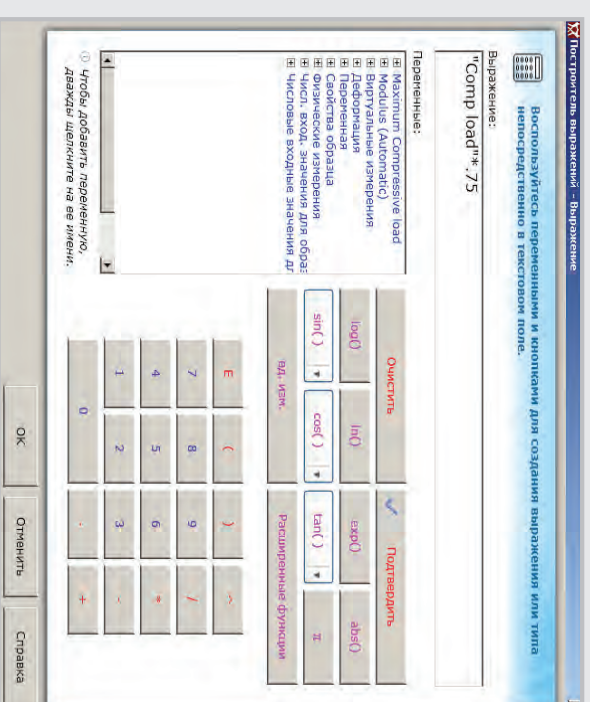 Построитель выражений - Выражение
Воспользуйтесь переменными и кнопками для создания выражения или типа
непосредственно в текстовом поле.
Выражение:
"Comp load"*.75
Переменные:
Maximum Compressive load
Modulus (Automatic)
Виртуальные измерения
Деформация
Переменная
Свойства образца
Физические измерения
Числ. вход. значения для образ
Числовые входные значения дл
Чтобы добавить переменную,
дважды щелкните на ее имени.
Очистить Подтвердить
log() ln() exp() abs()
sin( ) cos( ) tan( ) π
ед. изм. Расширенные функции
E ( ) ^
7 8 9 /
4 5 6 *
1 2 3 -
0 . +
OK Отменить Справка